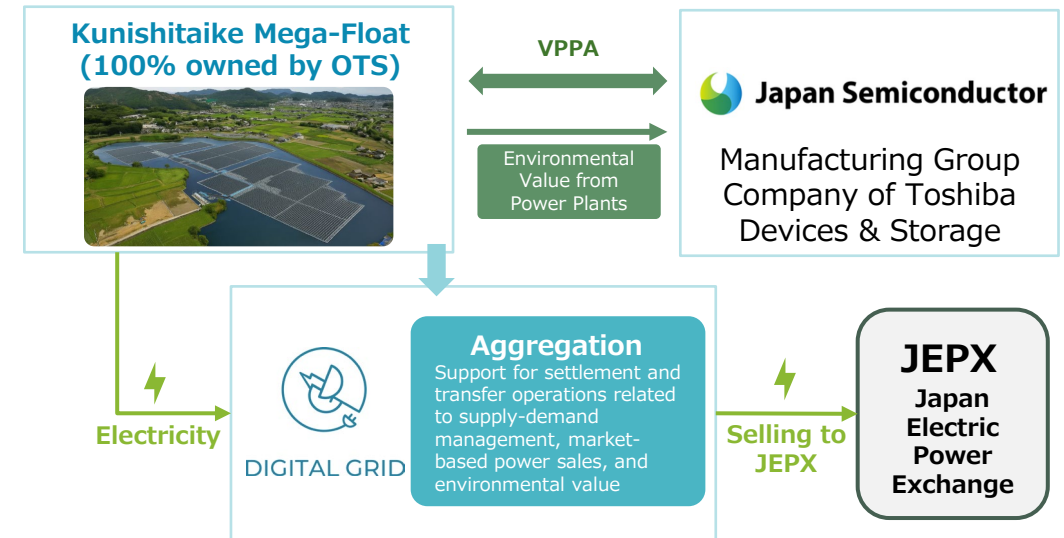 Kunishitaike Mega-Float
(100% owned by OTS)
VPPA
Environmental
Value from
Power Plants
Japan Semiconductor
Manufacturing Group
Company of Toshiba
Devices & Storage
Electricity
DIGITAL GRID
Aggregation
Support for settlement and
transfer operations related
to supply-demand
management, market-
based power sales, and
environmental value
Selling to
JEPX
JEPX
Japan
Electric
Power
Exchange